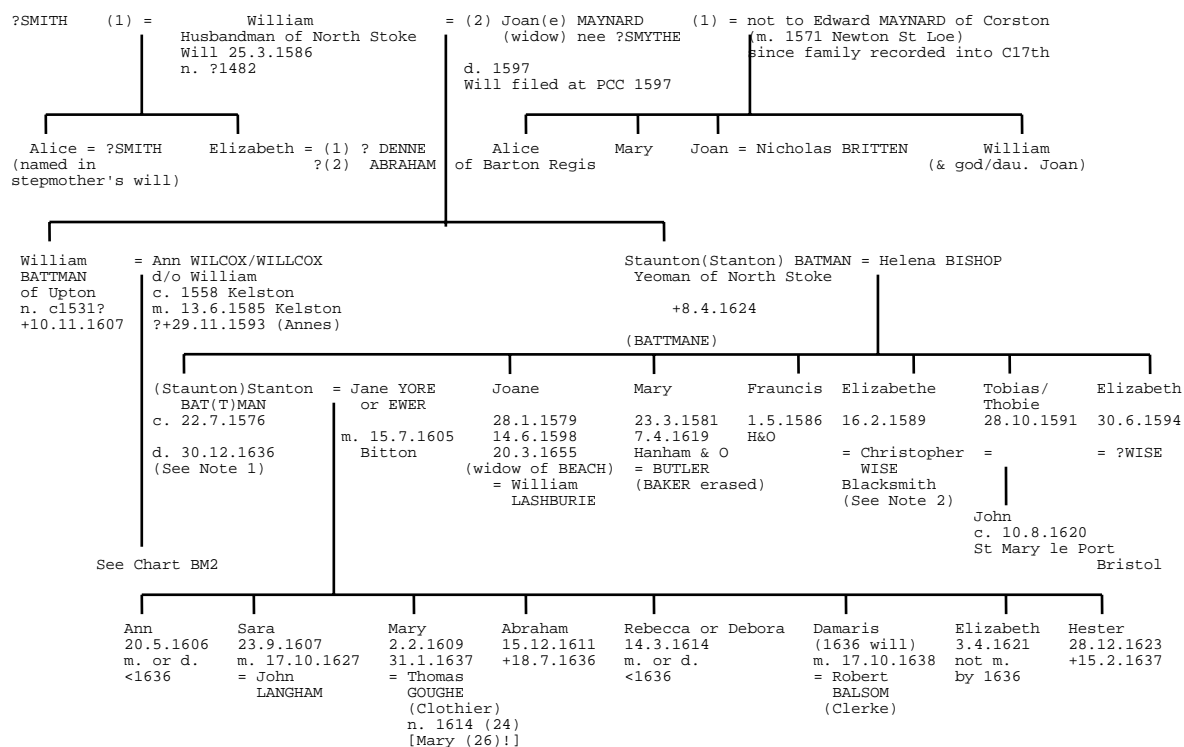 ?SMITH (1) = William = (2) Joan(e) MAYNARD (1) = not to Edward MAYNARD of Corston
Husbandman of North Stoke (widow) nee ?SMYTHE (m. 1571 Newton St Loe)
Will 25.3.1586 since family recorded into C17th
n. ?1482 d. 1597
Will filed at PCC 1597
Alice = ?SMITH Elizabeth = (1) ? DENNE Alice Mary Joan = Nicholas BRITTEN William
(named in ?(2) ABRAHAM of Barton Regis (& god/dau. Joan)
stepmother's will)
William = Ann WILCOX/WILLCOX Staunton(Stanton) BATMAN = Helena BISHOP
BATTMAN d/o William Yeoman of North Stoke
of Upton c. 1558 Kelston
n. c1531? m. 13.6.1585 Kelston +8.4.1624
+10.11.1607 ?+29.11.1593 (Annes)
(BATTMANE)
(Staunton)Stanton = Jane YORE Joane Mary Frauncis Elizabethe Tobias/ Elizabeth
BAT(T)MAN or EWER Thobie
c. 22.7.1576 28.1.1579 23.3.1581 1.5.1586 16.2.1589 28.10.1591 30.6.1594
m. 15.7.1605 14.6.1598 7.4.1619 H&O
d. 30.12.1636 Bitton 20.3.1655 Hanham & O = Christopher = = ?WISE
(See Note 1) (widow of BEACH) = BUTLER WISE
= William (BAKER erased) Blacksmith
LASHBURIE (See Note 2)
John
c. 10.8.1620
St Mary le Port
See Chart BM2 Bristol
Ann Sara Mary Abraham Rebecca or Debora Damaris Elizabeth Hester
20.5.1606 23.9.1607 2.2.1609 15.12.1611 14.3.1614 (1636 will) 3.4.1621 28.12.1623
m. or d. m. 17.10.1627 31.1.1637 +18.7.1636 m. or d. m. 17.10.1638 not m. +15.2.1637
<1636 = John = Thomas <1636 = Robert by 1636
LANGHAM GOUGHE BALSOM
(Clothier) (Clerke)
n. 1614 (24)
[Mary (26)!]